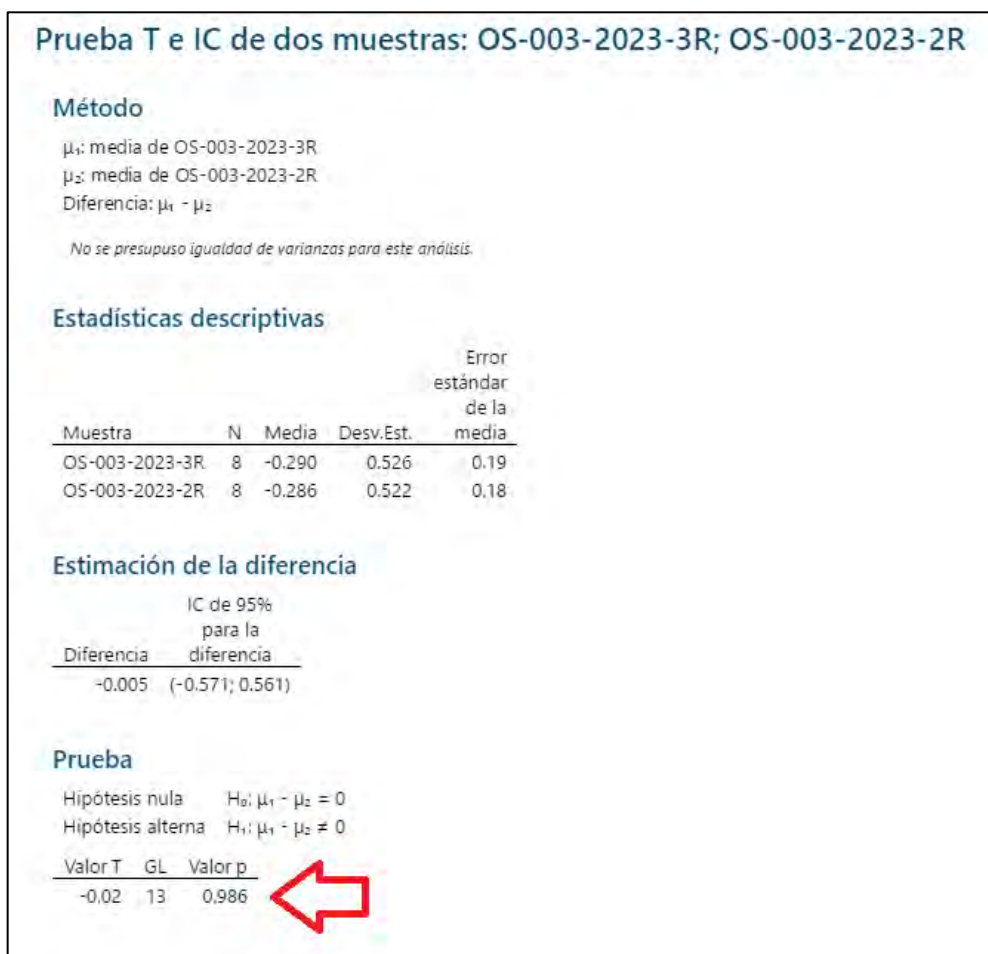 Prueba T e IC de dos muestras: OS-003-2023-3R; OS-003-2023-2R
Método
μ₁: media de OS-003-2023-3R
μ₂: media de OS-003-2023-2R
Diferencia: μ₁ - μ₂
No se presupuso igualdad de varianzas para este análisis.
Estadísticas descriptivas
Error
estándar
de la
Muestra N Media Desv.Est. media
OS-003-2023-3R 8 -0.290 0.526 0.19
OS-003-2023-2R 8 -0.286 0.522 0.18
Estimación de la diferencia
IC de 95%
para la
Diferencia diferencia
-0.005 (-0.571; 0.561)
Prueba
Hipótesis nula H₀: μ₁ - μ₂ = 0
Hipótesis alterna H₁: μ₁ - μ₂ ≠ 0
Valor T GL Valor p
-0.02 13 0.986